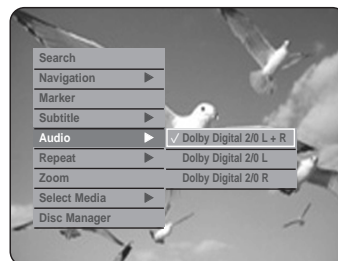 Search
Navigation
Marker
Subtitle
Audio
Dolby Digital 2/0 L + R
Repeat
Dolby Digital 2/0 L
Zoom
Dolby Digital 2/0 R
Select Media
Disc Manager